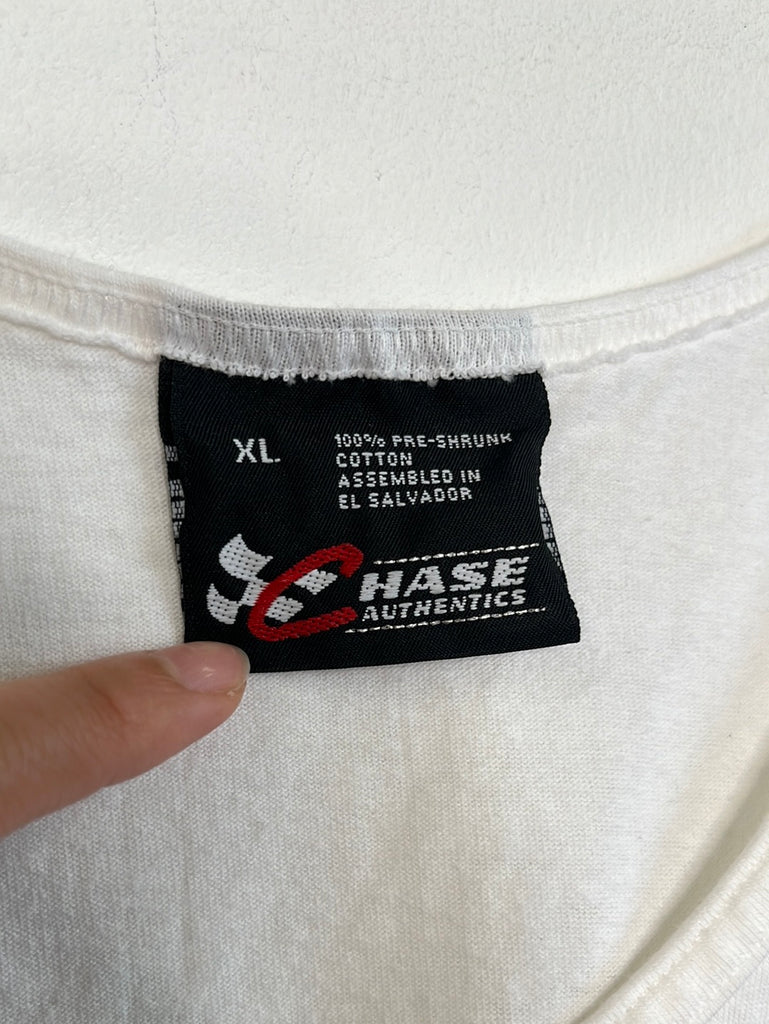 XL
100% PRE-SHRUNK
COTTON
ASSEMBLED IN
EL SALVADOR
CHASE
AUTHENTICS